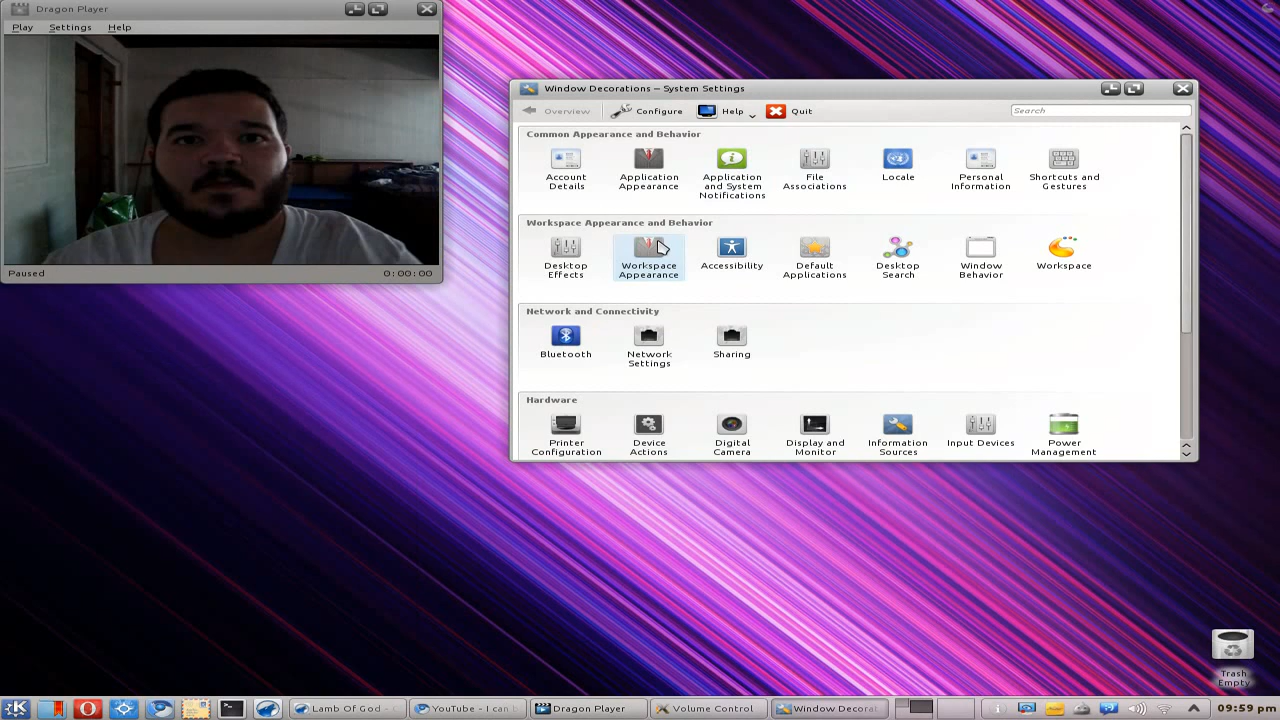 Dragon Player
Play Settings Help
Paused 0:00:00
Window Decorations – System Settings
Overview Configure Help Quit Search
Common Appearance and Behavior
Account
Details
Application
Appearance
Application
and System
Notifications
File
Associations
Locale
Personal
Information
Shortcuts and
Gestures
Workspace Appearance and Behavior
Desktop
Effects
Workspace
Appearance
Accessibility
Default
Applications
Desktop
Search
Window
Behavior
Workspace
Network and Connectivity
Bluetooth
Network
Settings
Sharing
Hardware
Printer
Configuration
Device
Actions
Digital
Camera
Display and
Monitor
Information
Sources
Input Devices
Power
Management
Trash
Empty
Lamb Of God -
YouTube - I can
Dragon Player
Volume Control
Window Decorat
09:59 pm